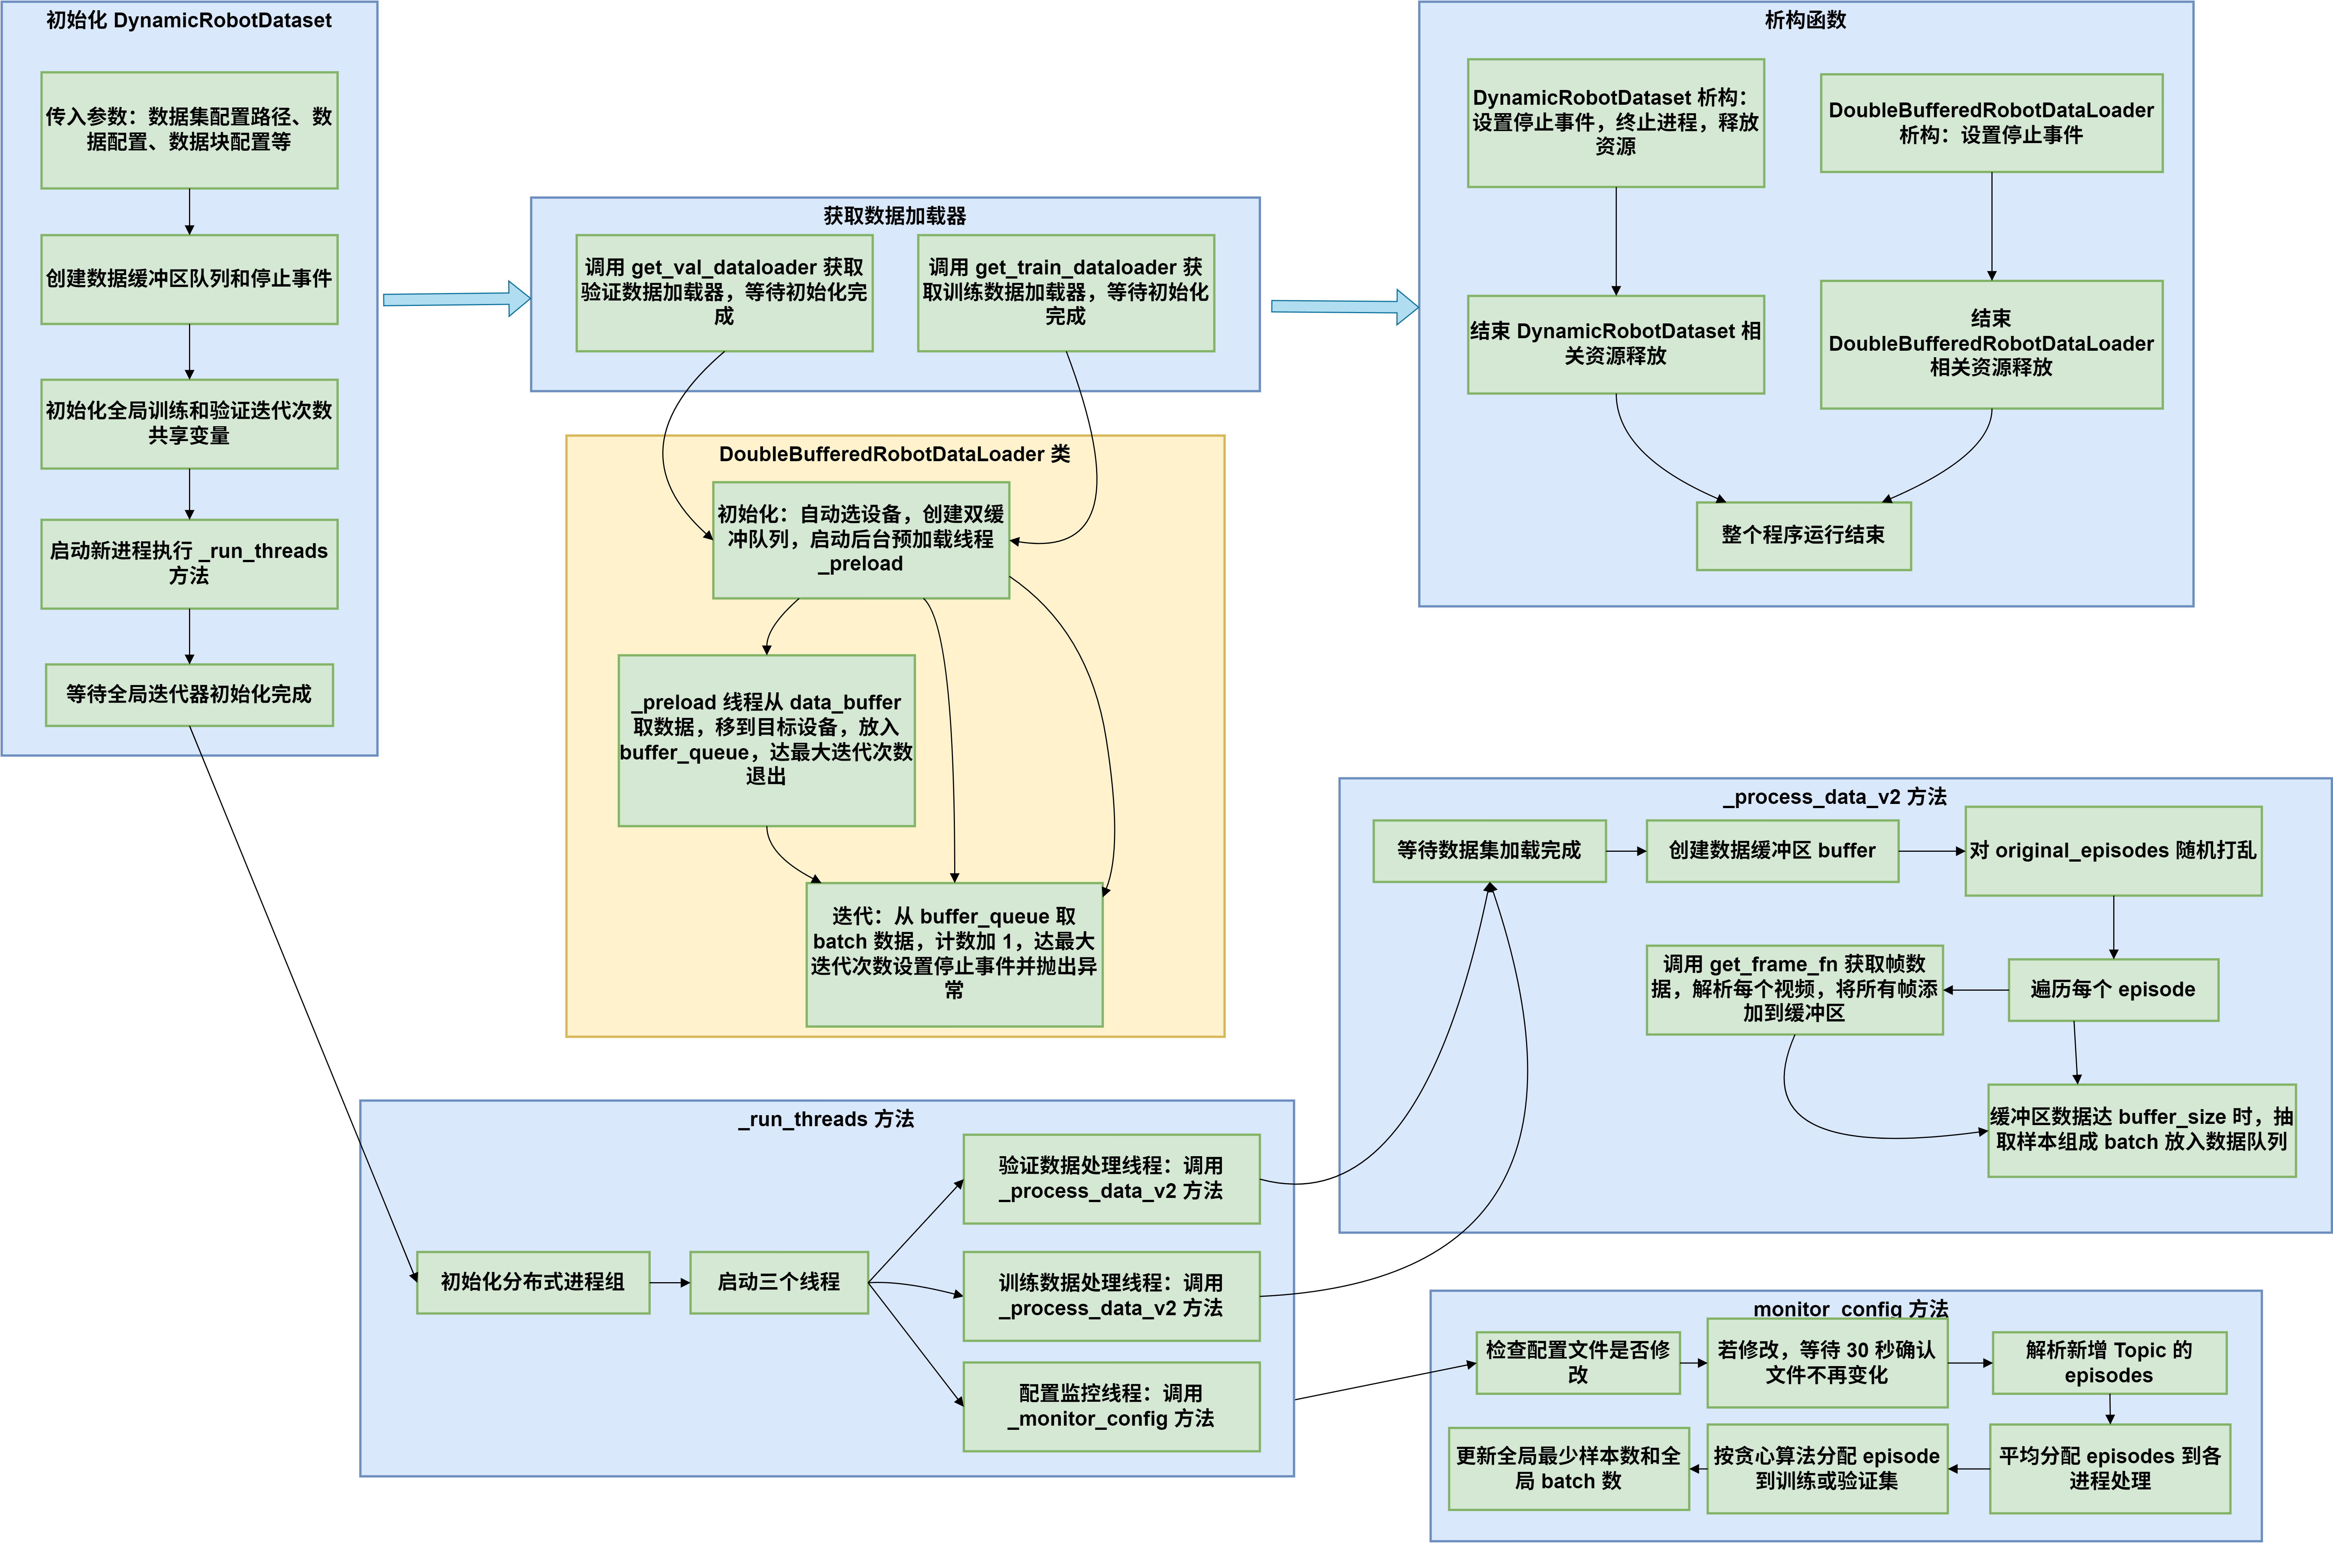 初始化 DynamicRobotDataset
传入参数：数据集配置路径、数
据配置、数据块配置等
创建数据缓冲区队列和停止事件
初始化全局训练和验证迭代次数
共享变量
启动新进程执行 _run_threads
方法
等待全局迭代器初始化完成
获取数据加载器
调用 get_val_dataloader 获取
验证数据加载器，等待初始化完
成
调用 get_train_dataloader 获
取训练数据加载器，等待初始化
完成
DoubleBufferedRobotDataLoader 类
初始化：自动选设备，创建双缓
冲队列，启动后台预加载线程
_preload
_preload 线程从 data_buffer
取数据，移到目标设备，放入
buffer_queue，达最大迭代次数
退出
迭代：从 buffer_queue 取
batch 数据，计数加 1，达最大
迭代次数设置停止事件并抛出异
常
析构函数
DynamicRobotDataset 析构：
设置停止事件，终止进程，释放
资源
DoubleBufferedRobotDataLoader
析构：设置停止事件
结束 DynamicRobotDataset 相
关资源释放
结束
DoubleBufferedRobotDataLoader
相关资源释放
整个程序运行结束
_process_data_v2 方法
等待数据集加载完成
创建数据缓冲区 buffer
对 original_episodes 随机打乱
遍历每个 episode
调用 get_frame_fn 获取帧数
据，解析每个视频，将所有帧添
加到缓冲区
缓冲区数据达 buffer_size 时，抽
取样本组成 batch 放入数据队列
_run_threads 方法
初始化分布式进程组
启动三个线程
验证数据处理线程：调用
_process_data_v2 方法
训练数据处理线程：调用
_process_data_v2 方法
配置监控线程：调用
_monitor_config 方法
monitor_config 方法
检查配置文件是否修
改
若修改，等待 30 秒确认
文件不再变化
解析新增 Topic 的
episodes
平均分配 episodes 到各
进程处理
按贪心算法分配 episode
到训练或验证集
更新全局最少样本数和全
局 batch 数